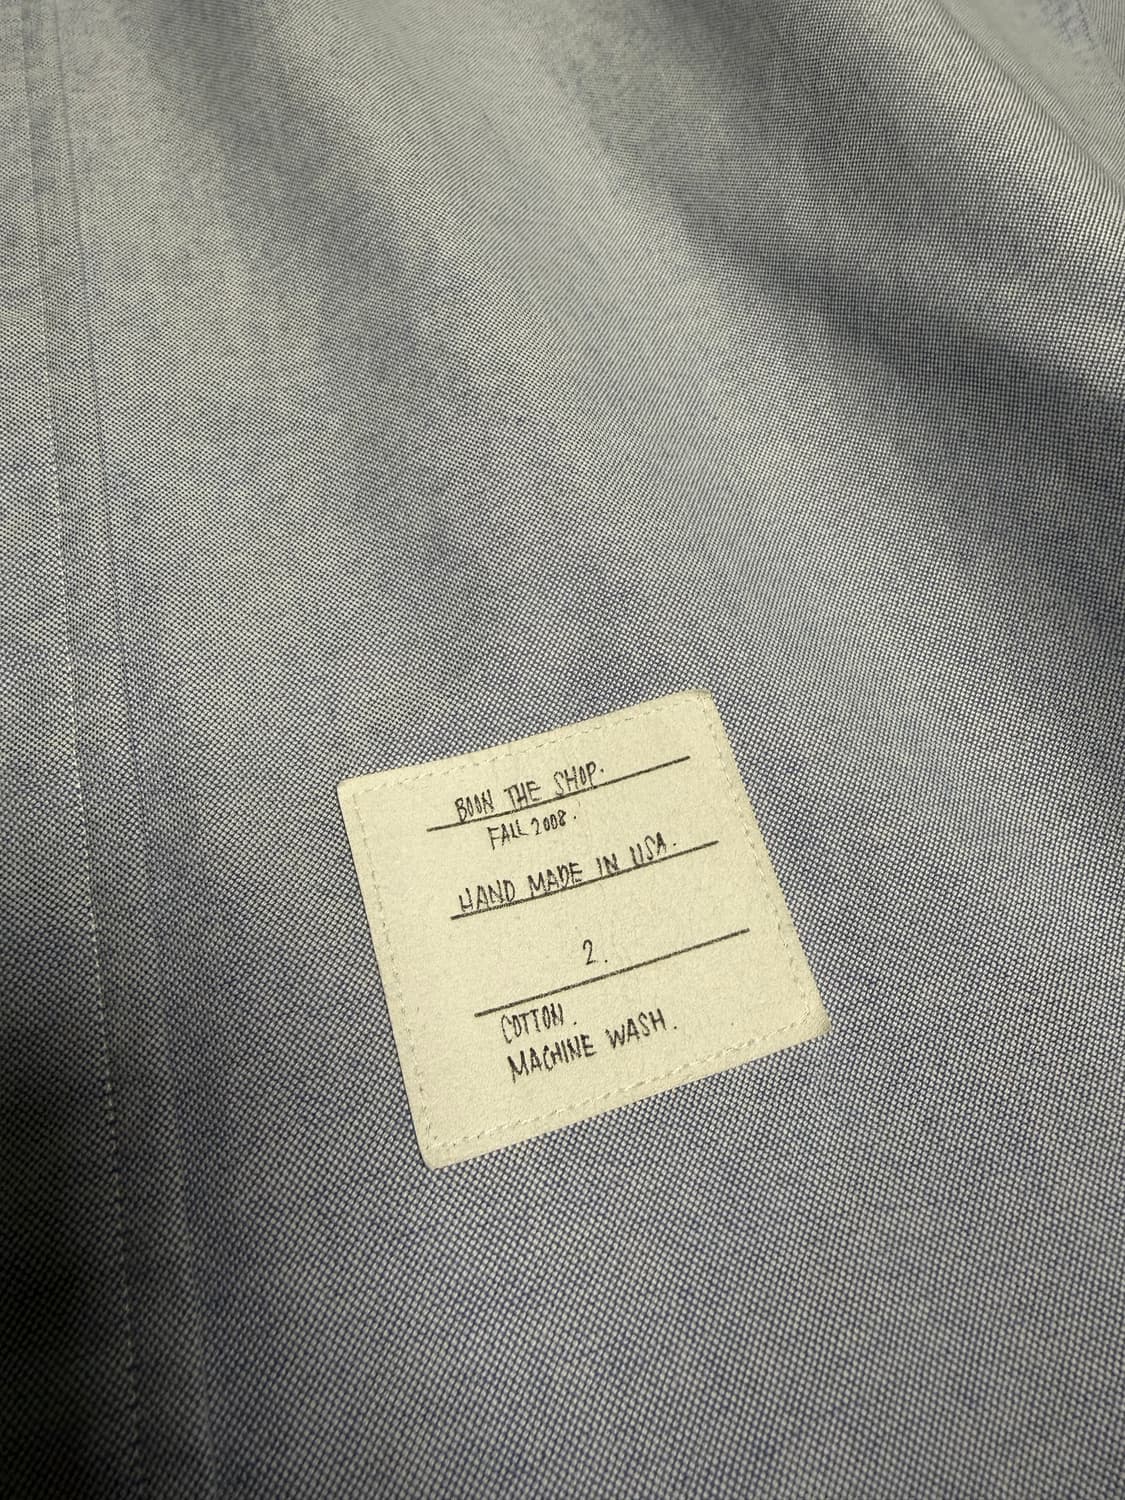 BOON THE SHOP.
FALL 2008.
HAND MADE IN USA.
2.
COTTON.
MACHINE WASH.